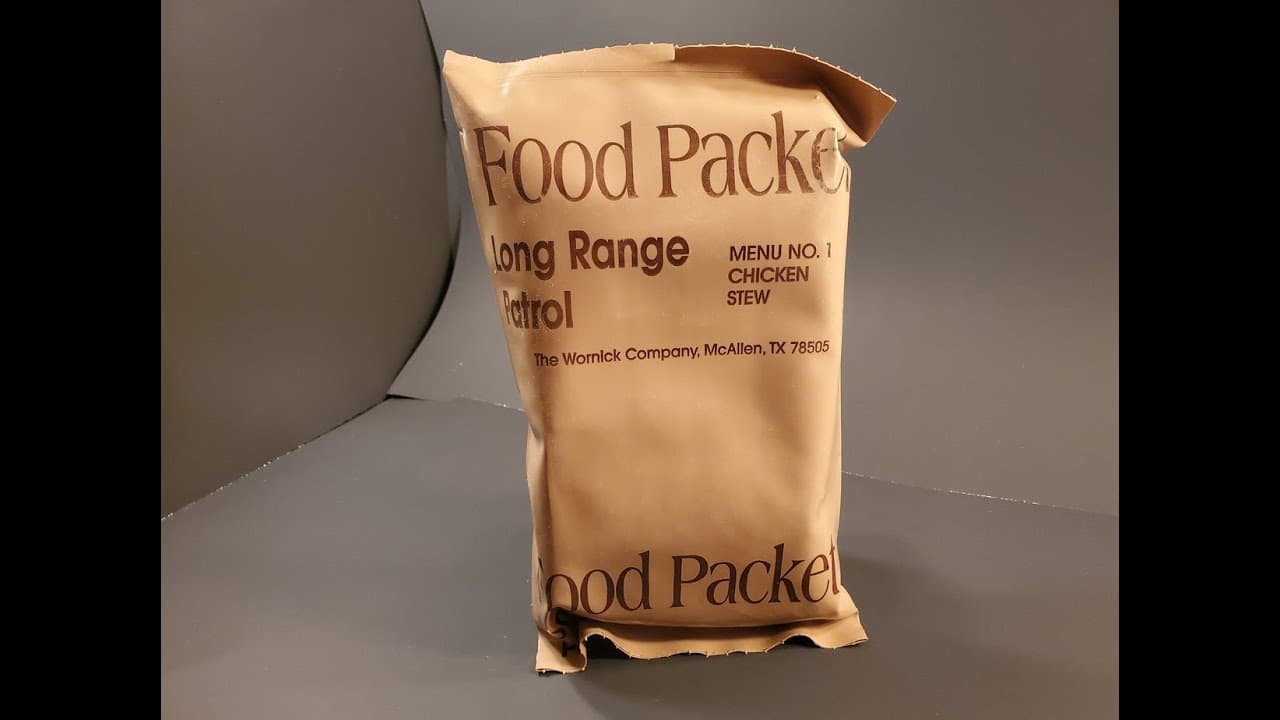 Food Packet
Long Range
Patrol
MENU NO. 1
CHICKEN
STEW
The Wornick Company, McAllen, TX 78505
Food Packet